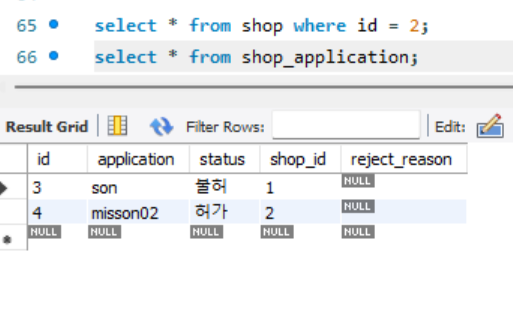 65 select * from shop where id = 2;
66 select * from shop_application;
Result Grid Filter Rows: Edit:
id application status shop_id reject_reason
3 son 불허 1 NULL
4 misson02 허가 2 NULL
NULL NULL NULL NULL NULL